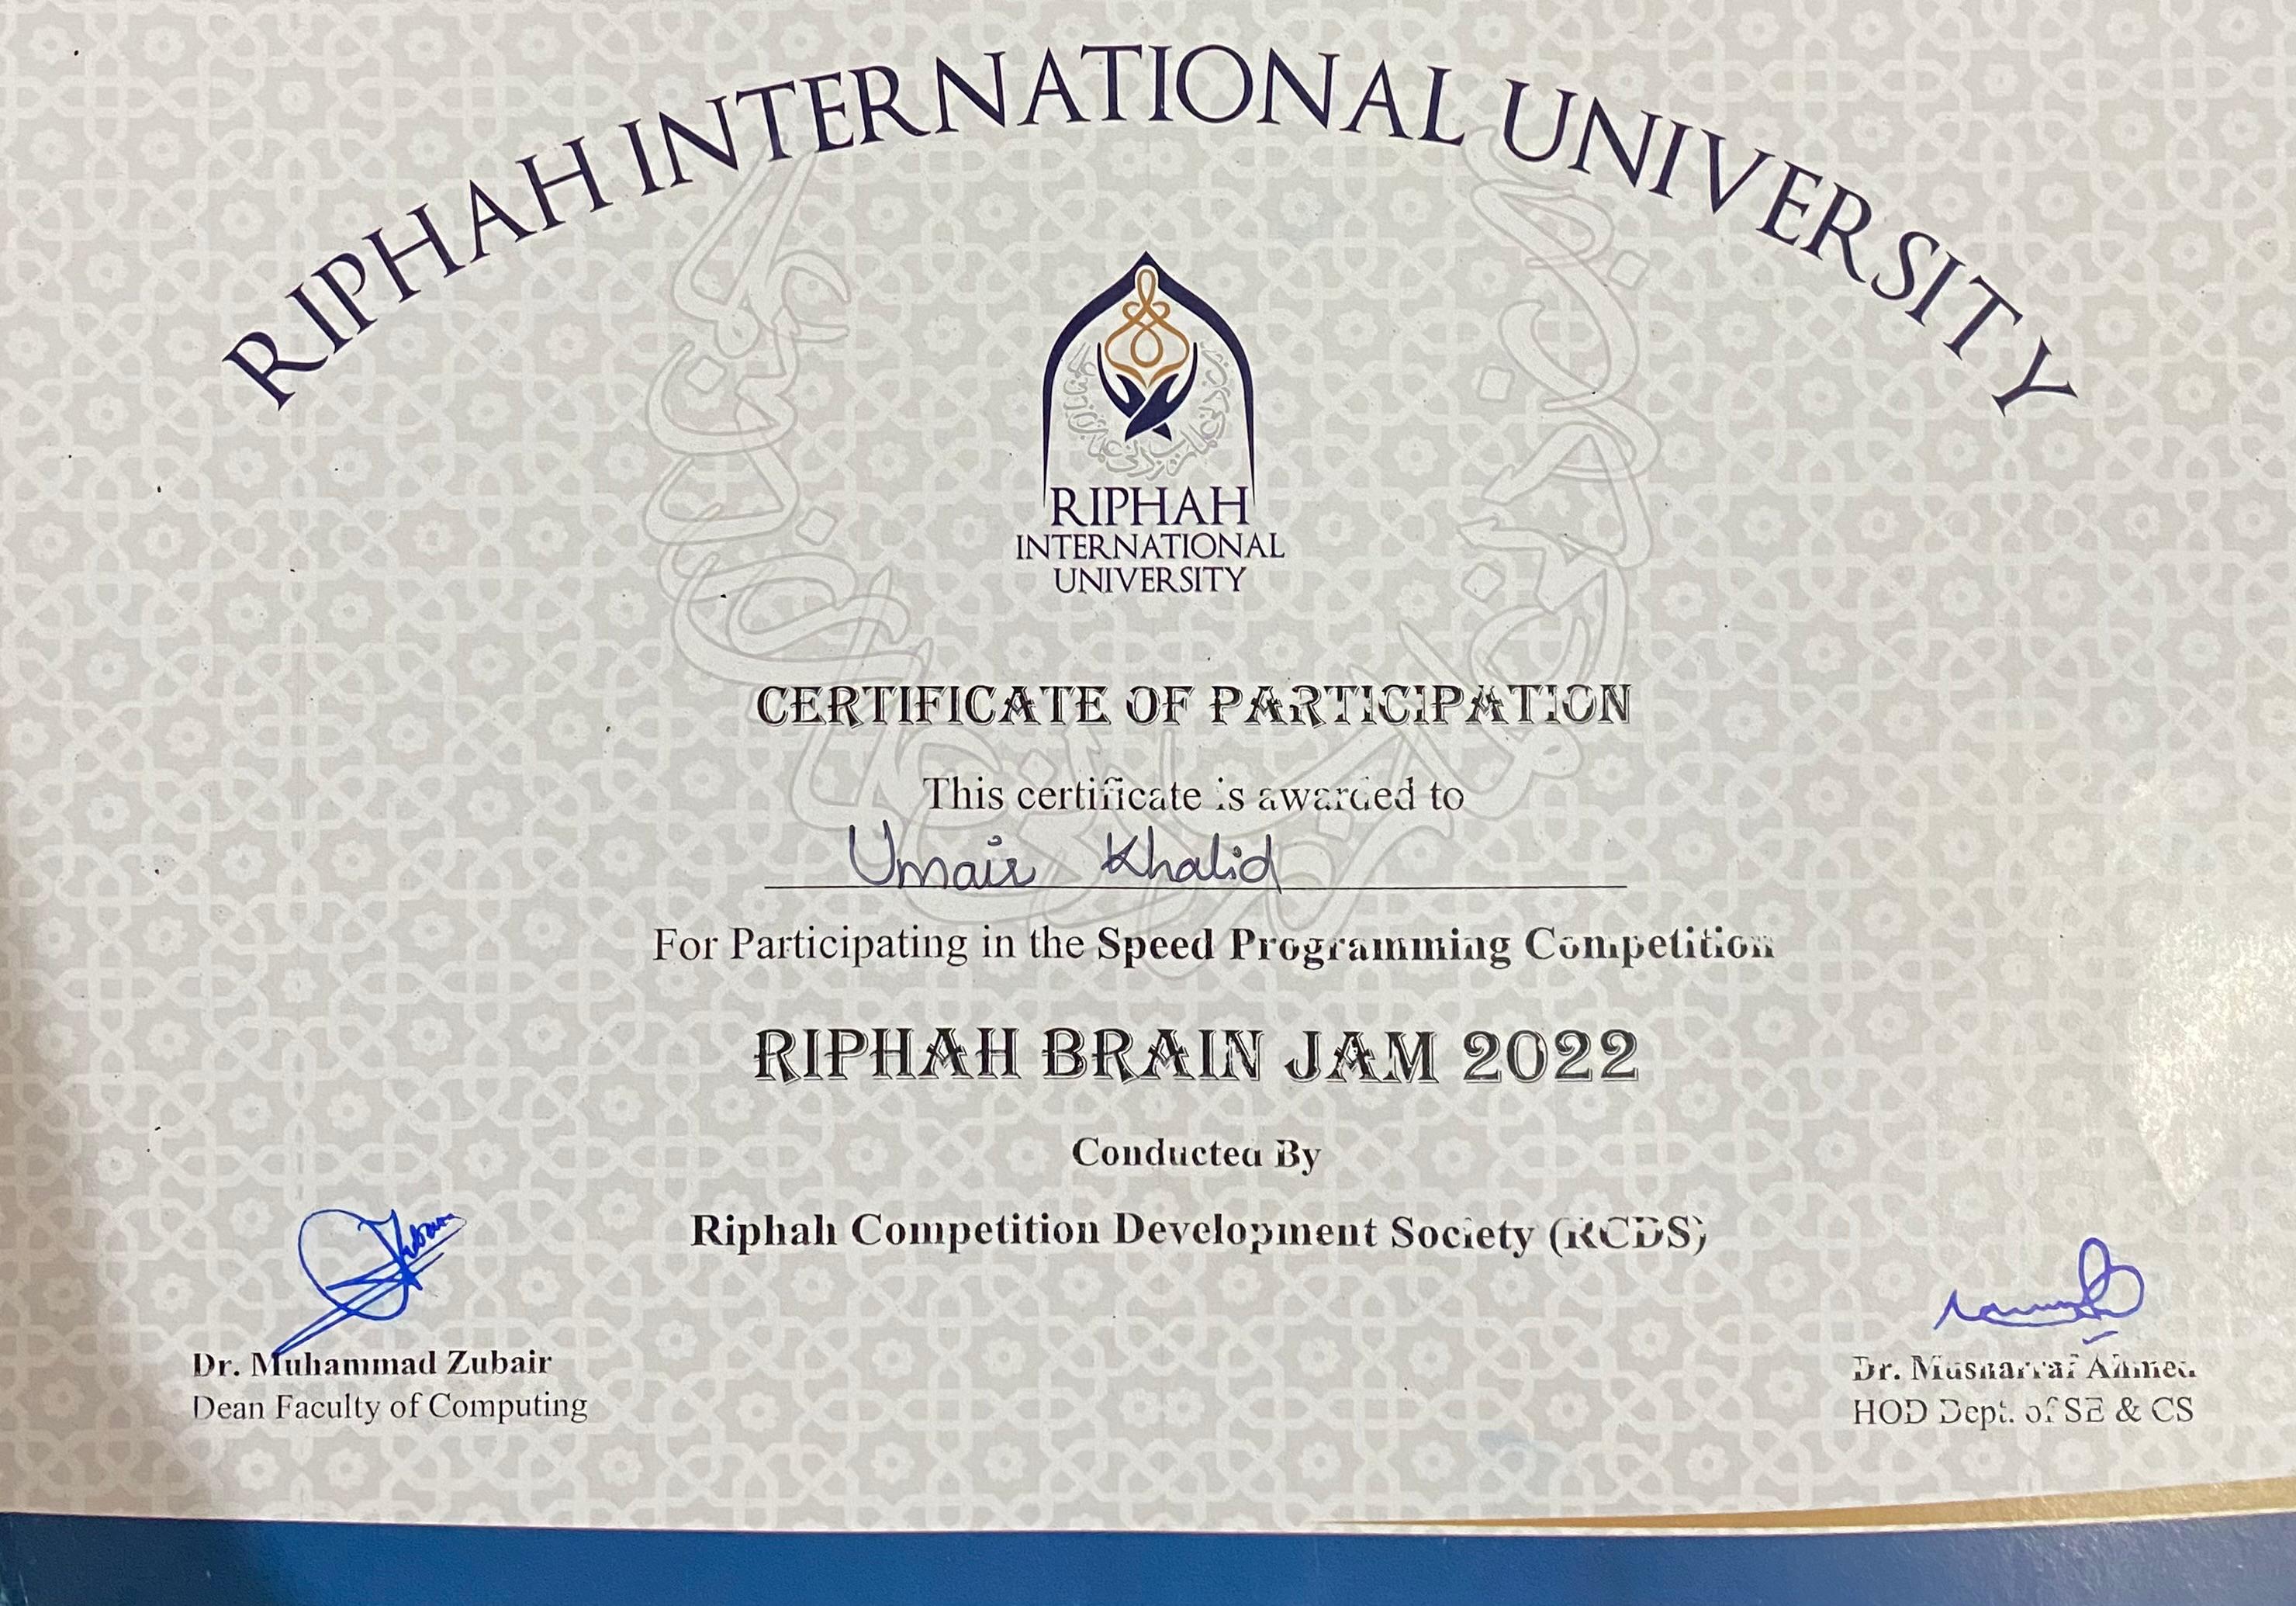 RIPHAH INTERNATIONAL UNIVERSITY
RIPHAH
INTERNATIONAL
UNIVERSITY
CERTIFICATE OF PARTICIPATION
This certificate is awarded to
Umair Khalid
For Participating in the Speed Programming Competition
RIPHAH BRAIN JAM 2022
Conducted By
Riphah Competition Development Society (RCDS)
Dr. Muhammad Zubair
Dean Faculty of Computing
Dr. Musharraf Ahmed
HOD Dept. of SE & CS